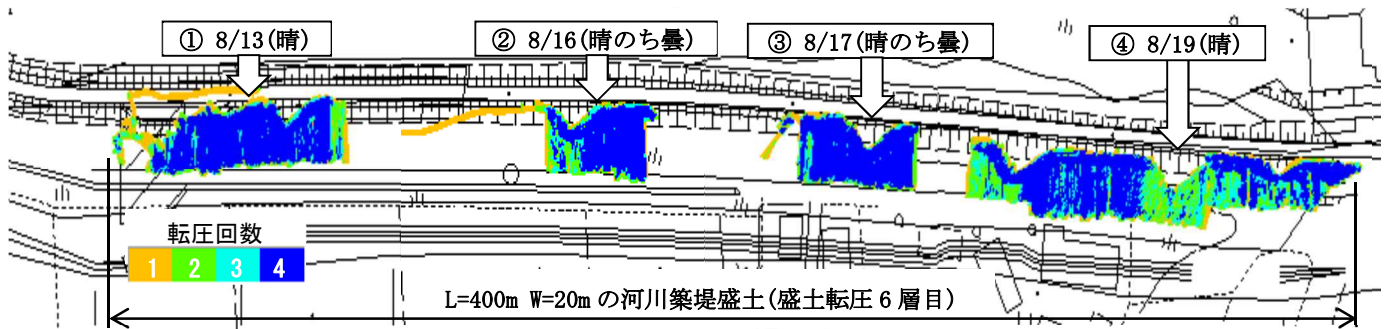 ① 8/13(晴)
② 8/16(晴のち曇)
③ 8/17(晴のち曇)
④ 8/19(晴)
転圧回数
1 2 3 4
L=400m W=20m の河川築堤盛土(盛土転圧 6 層目)